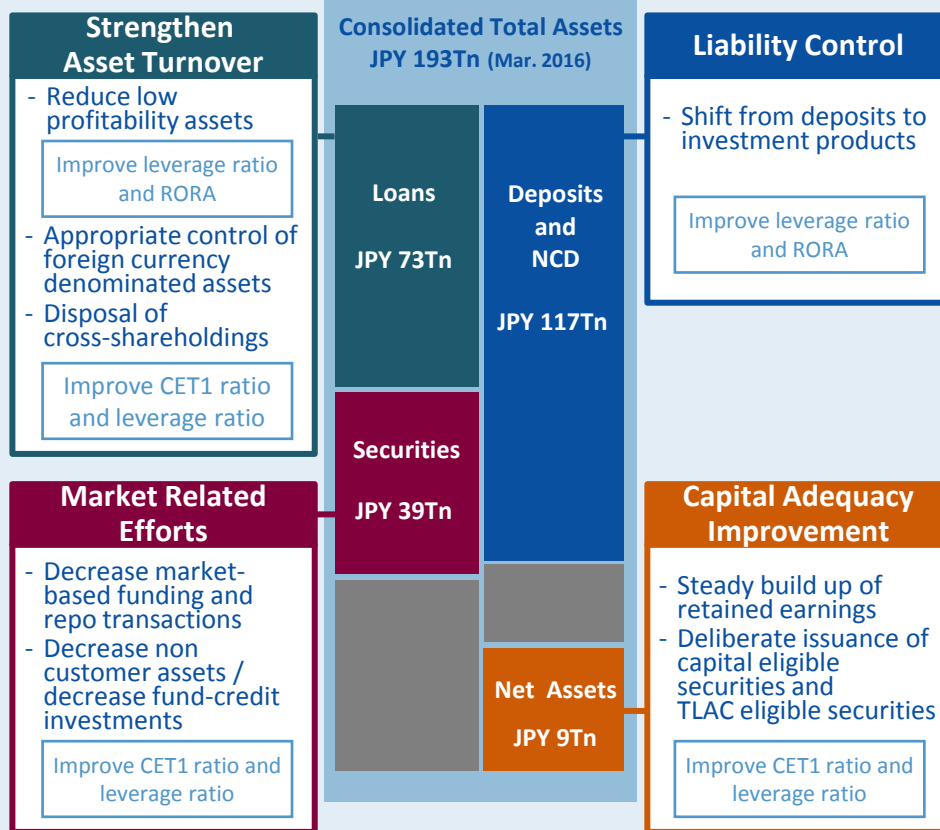 Strengthen
Asset Turnover
- Reduce low
profitability assets
Improve leverage ratio
and RORA
- Appropriate control of
foreign currency
denominated assets
- Disposal of
cross-shareholdings
Improve CET1 ratio
and leverage ratio
Market Related
Efforts
- Decrease market-
based funding and
repo transactions
- Decrease non
customer assets /
decrease fund-credit
investments
Improve CET1 ratio and
leverage ratio
Consolidated Total Assets
JPY 193Tn (Mar. 2016)
Loans
JPY 73Tn
Securities
JPY 39Tn
Deposits
and
NCD
JPY 117Tn
Net Assets
JPY 9Tn
Liability Control
- Shift from deposits to
investment products
Improve leverage ratio
and RORA
Capital Adequacy
Improvement
- Steady build up of
retained earnings
- Deliberate issuance of
capital eligible
securities and
TLAC eligible securities
Improve CET1 ratio and
leverage ratio